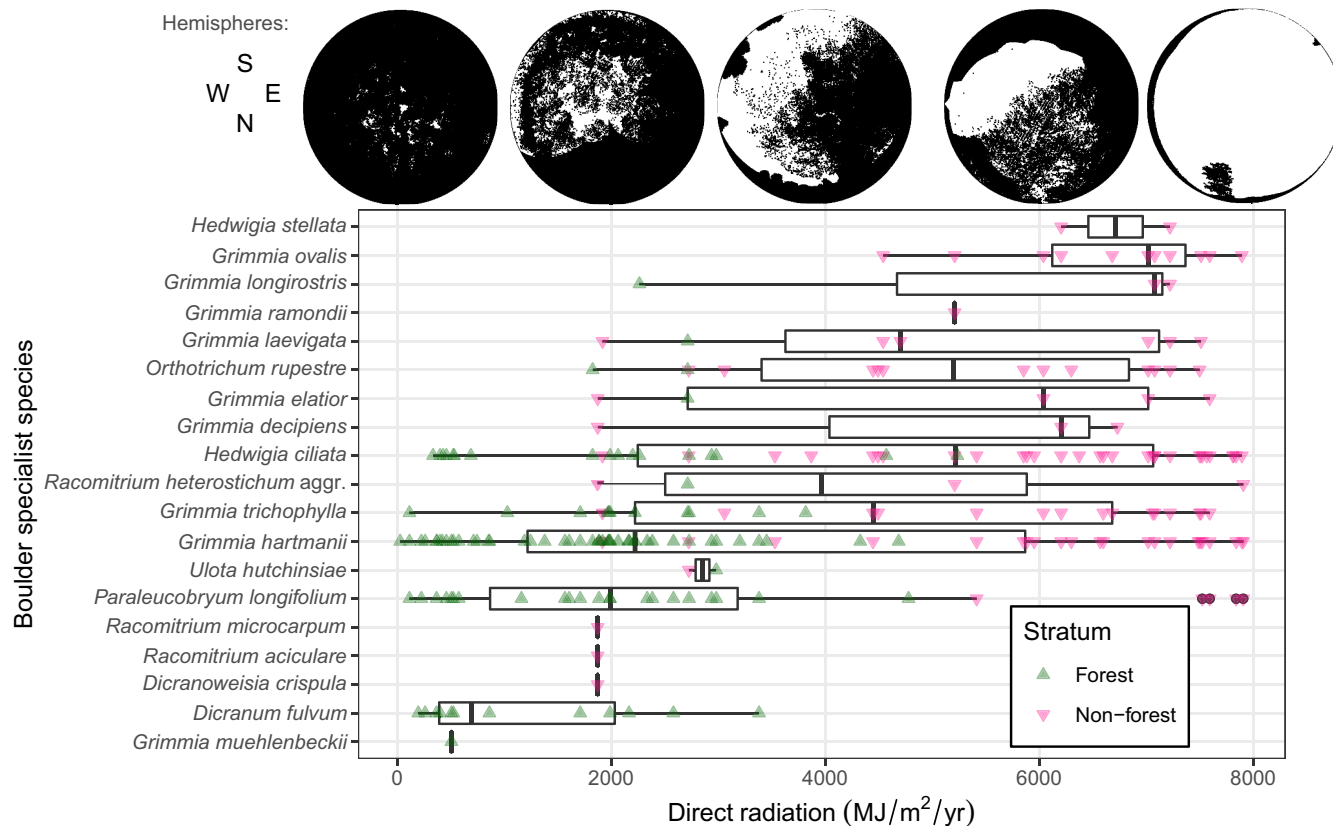 Hemispheres:
S
W E
N
Hedwigia stellata
Grimmia ovalis
Grimmia longirostris
Grimmia ramondii
Grimmia laevigata
Orthotrichum rupestre
Grimmia elatior
Grimmia decipiens
Hedwigia ciliata
Racomitrium heterostichum aggr.
Grimmia trichophylla
Grimmia hartmanii
Ulota hutchinsiae
Paraleucobryum longifolium
Racomitrium microcarpum
Racomitrium aciculare
Dicranoweisia crispula
Dicranum fulvum
Grimmia muehlenbeckii
Boulder specialist species
Stratum
Forest
Non−forest
0 2000 4000 6000 8000
Direct radiation (MJ/m²/yr)